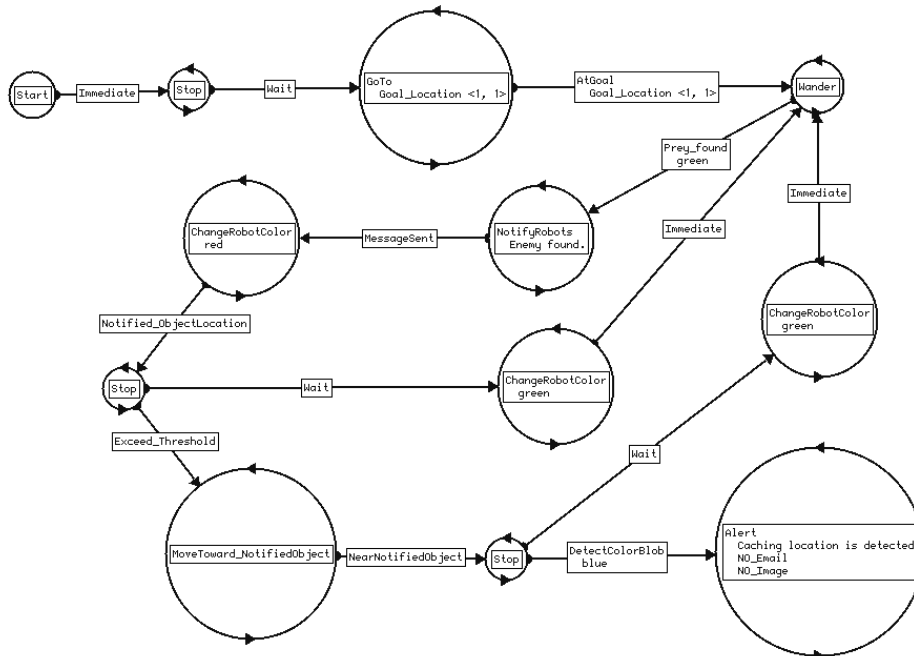 Start
Immediate
Stop
Wait
GoTo
Goal_Location <1, 1>
AtGoal
Goal_Location <1, 1>
Wander
Prey_found
green
Immediate
ChangeRobotColor
red
MessageSent
NotifyRobots
Enemy found.
Immediate
ChangeRobotColor
green
Notified_ObjectLocation
Stop
Wait
ChangeRobotColor
green
Exceed_Threshold
Wait
MoveToward_NotifiedObject
NearNotifiedObject
Stop
DetectColorBlob
blue
Alert
Caching location is detected
NO_Email
NO_Image